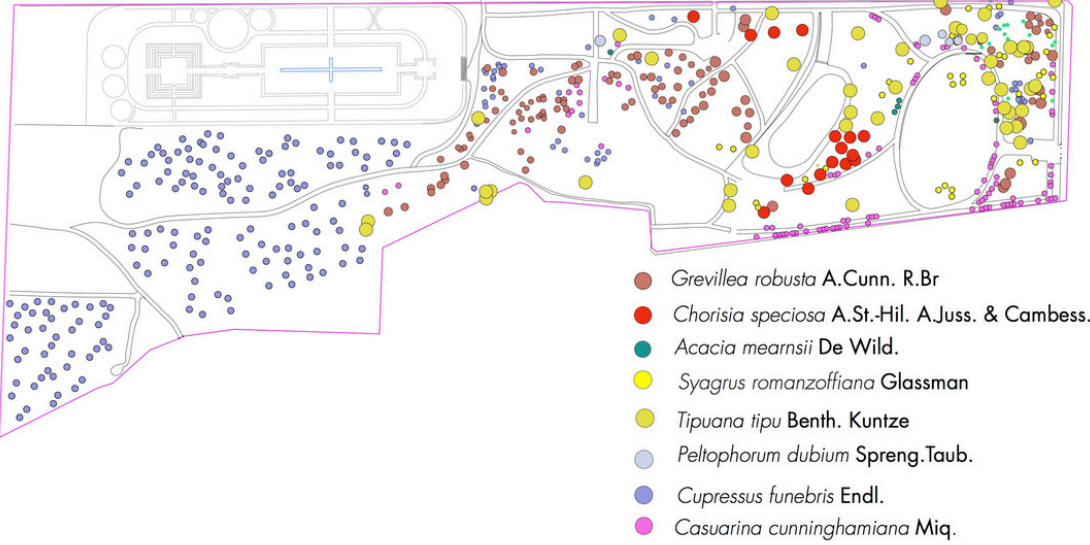 Grevillea robusta A.Cunn. R.Br
Chorisia speciosa A.St.-Hil. A.Juss. & Cambess.
Acacia mearnsii De Wild.
Syagrus romanzoffiana Glassman
Tipuana tipu Benth. Kuntze
Peltophorum dubium Spreng.Taub.
Cupressus funebris Endl.
Casuarina cunninghamiana Miq.